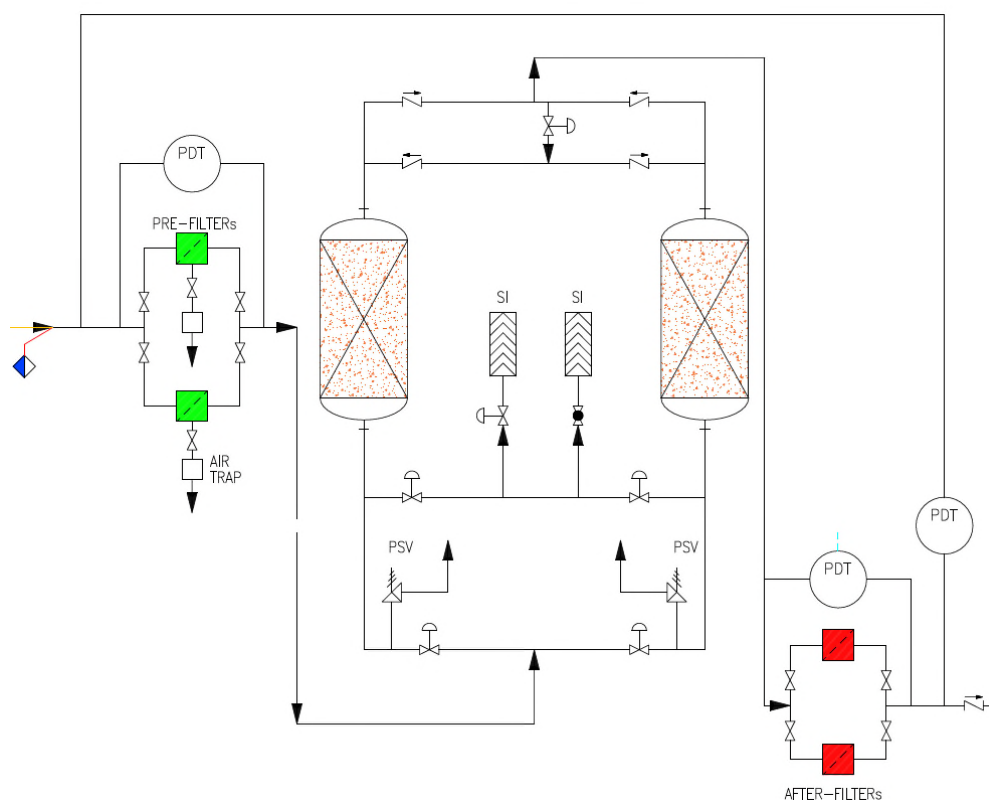 PDT
PRE-FILTERs
AIR
TRAP
SI
SI
PSV
PSV
PDT
PDT
AFTER-FILTERs